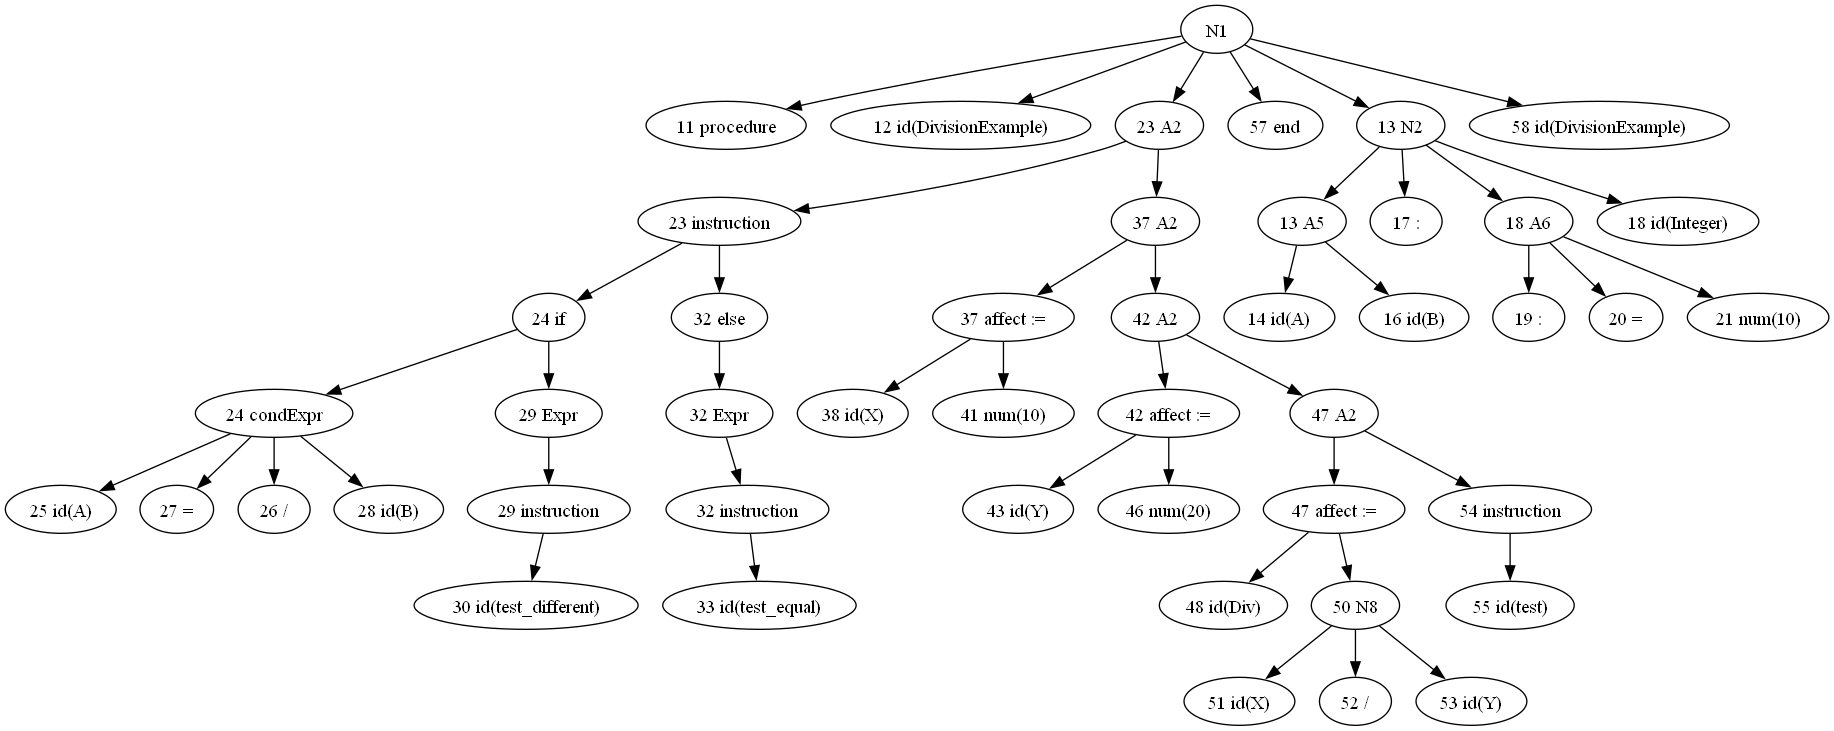 N1
11 procedure
12 id(DivisionExample)
23 A2
57 end
13 N2
58 id(DivisionExample)
23 instruction
37 A2
13 A5
17 :
18 A6
18 id(Integer)
24 if
32 else
37 affect :=
42 A2
14 id(A)
16 id(B)
19 :
20 =
21 num(10)
24 condExpr
29 Expr
32 Expr
38 id(X)
41 num(10)
42 affect :=
47 A2
25 id(A)
27 =
26 /
28 id(B)
29 instruction
32 instruction
43 id(Y)
46 num(20)
47 affect :=
54 instruction
30 id(test_different)
33 id(test_equal)
48 id(Div)
50 N8
55 id(test)
51 id(X)
52 /
53 id(Y)